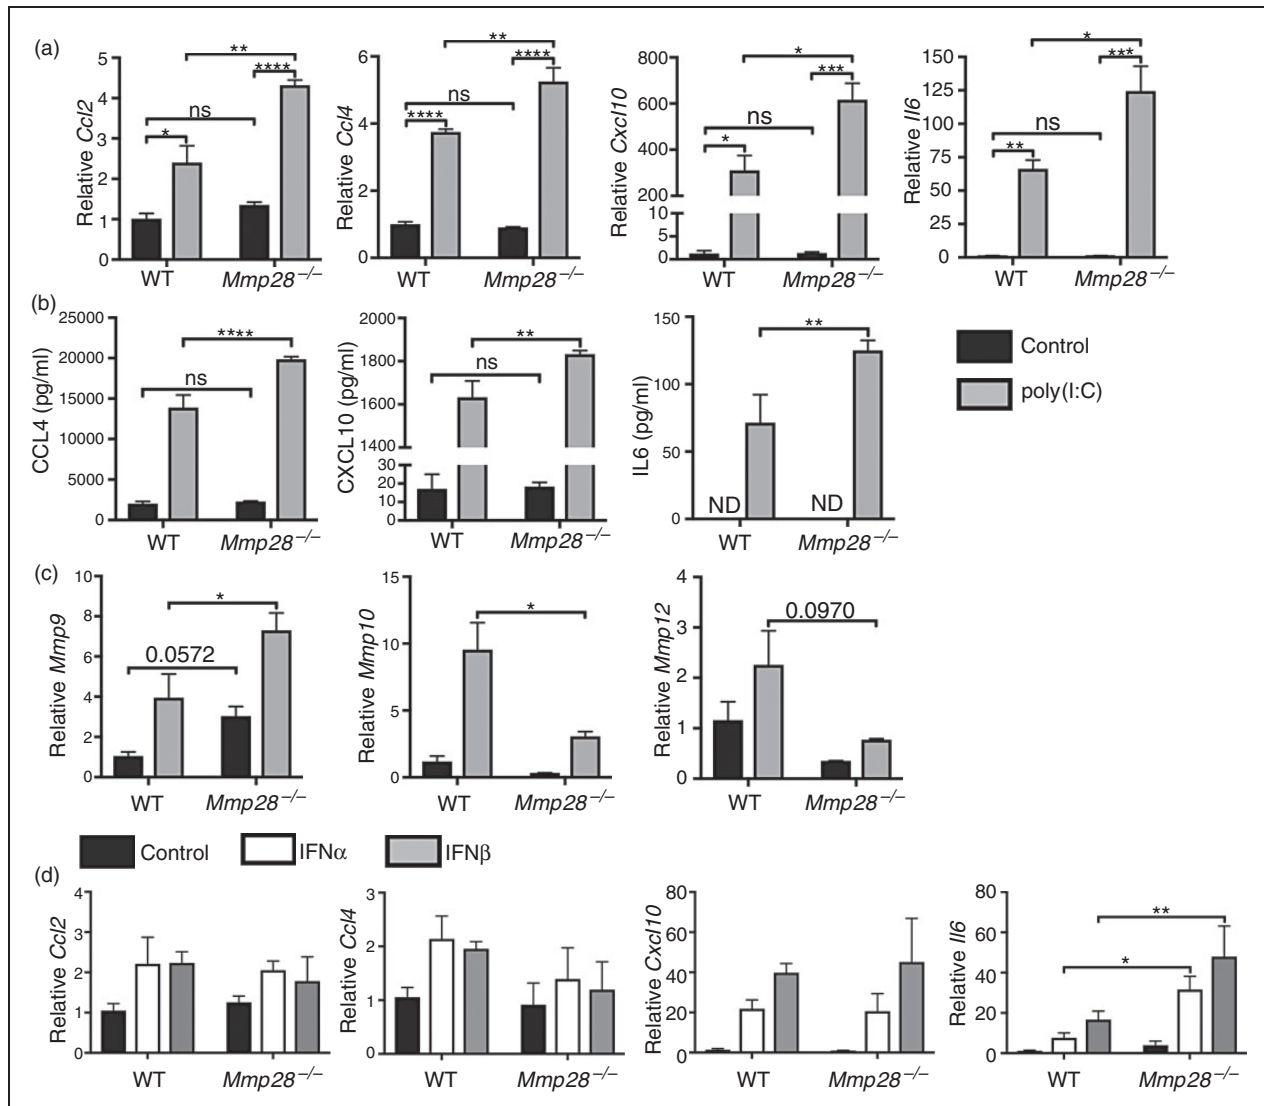 (a)
Relative Ccl2
5
4
3
2
1
0
ns
*
**
****
WT
Mmp28−/−
Relative Ccl4
6
4
2
0
ns
****
**
****
WT
Mmp28−/−
Relative Cxcl10
800
600
400
200
10
5
0
ns
*
*
***
WT
Mmp28−/−
Relative Il6
150
125
100
75
50
25
0
ns
**
*
***
WT
Mmp28−/−
(b)
CCL4 (pg/ml)
25000
20000
15000
10000
5000
0
ns
****
WT
Mmp28−/−
CXCL10 (pg/ml)
2000
1800
1600
1400
30
20
10
0
ns
**
WT
Mmp28−/−
IL6 (pg/ml)
150
100
50
0
**
ND
ND
WT
Mmp28−/−
Control
poly(I:C)
(c)
Relative Mmp9
10
8
6
4
2
0
0.0572
*
WT
Mmp28−/−
Relative Mmp10
15
10
5
0
*
WT
Mmp28−/−
Relative Mmp12
4
3
2
1
0
0.0970
WT
Mmp28−/−
Control
IFNα
IFNβ
(d)
Relative Ccl2
4
3
2
1
0
WT
Mmp28−/−
Relative Ccl4
3
2
1
0
WT
Mmp28−/−
Relative Cxcl10
80
60
40
20
0
WT
Mmp28−/−
Relative Il6
80
60
40
20
0
*
**
WT
Mmp28−/−